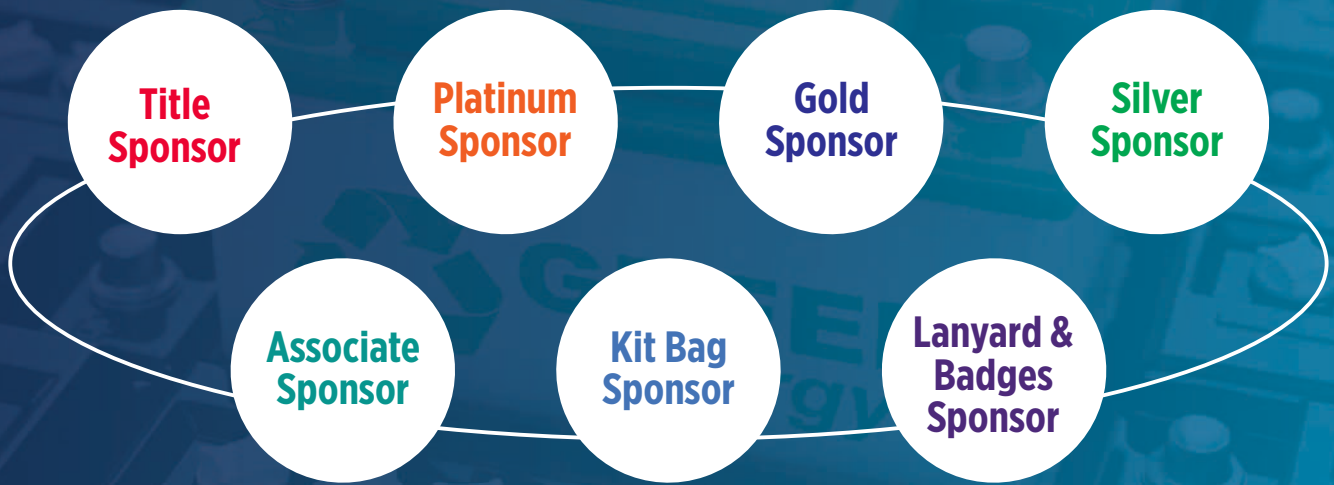 Title
Sponsor
Platinum
Sponsor
Gold
Sponsor
Silver
Sponsor
Associate
Sponsor
Kit Bag
Sponsor
Lanyard &
Badges
Sponsor